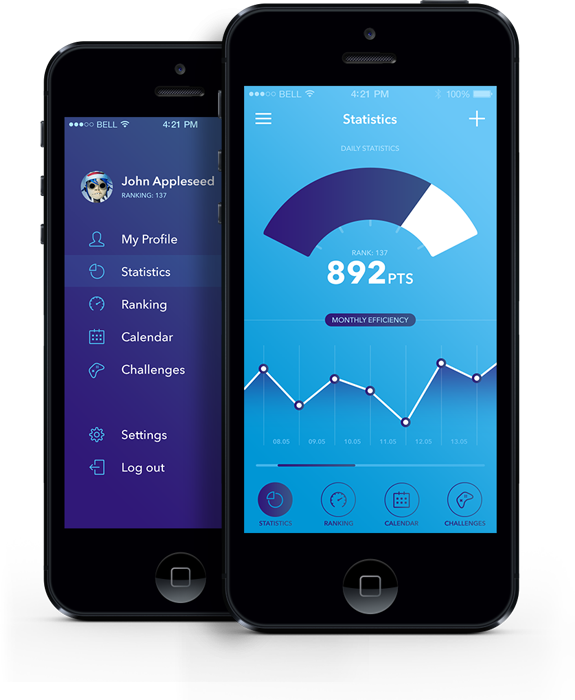 BELL 4:21 PM
John Appleseed
RANKING: 137
My Profile
Statistics
Ranking
Calendar
Challenges
Settings
Log out
BELL 4:21 PM 100%
Statistics
DAILY STATISTICS
RANK: 137
892PTS
MONTHLY EFFICIENCY
08.05 09.05 10.05 11.05 12.05 13.05
STATISTICS RANKING CALENDAR CHALLENGES